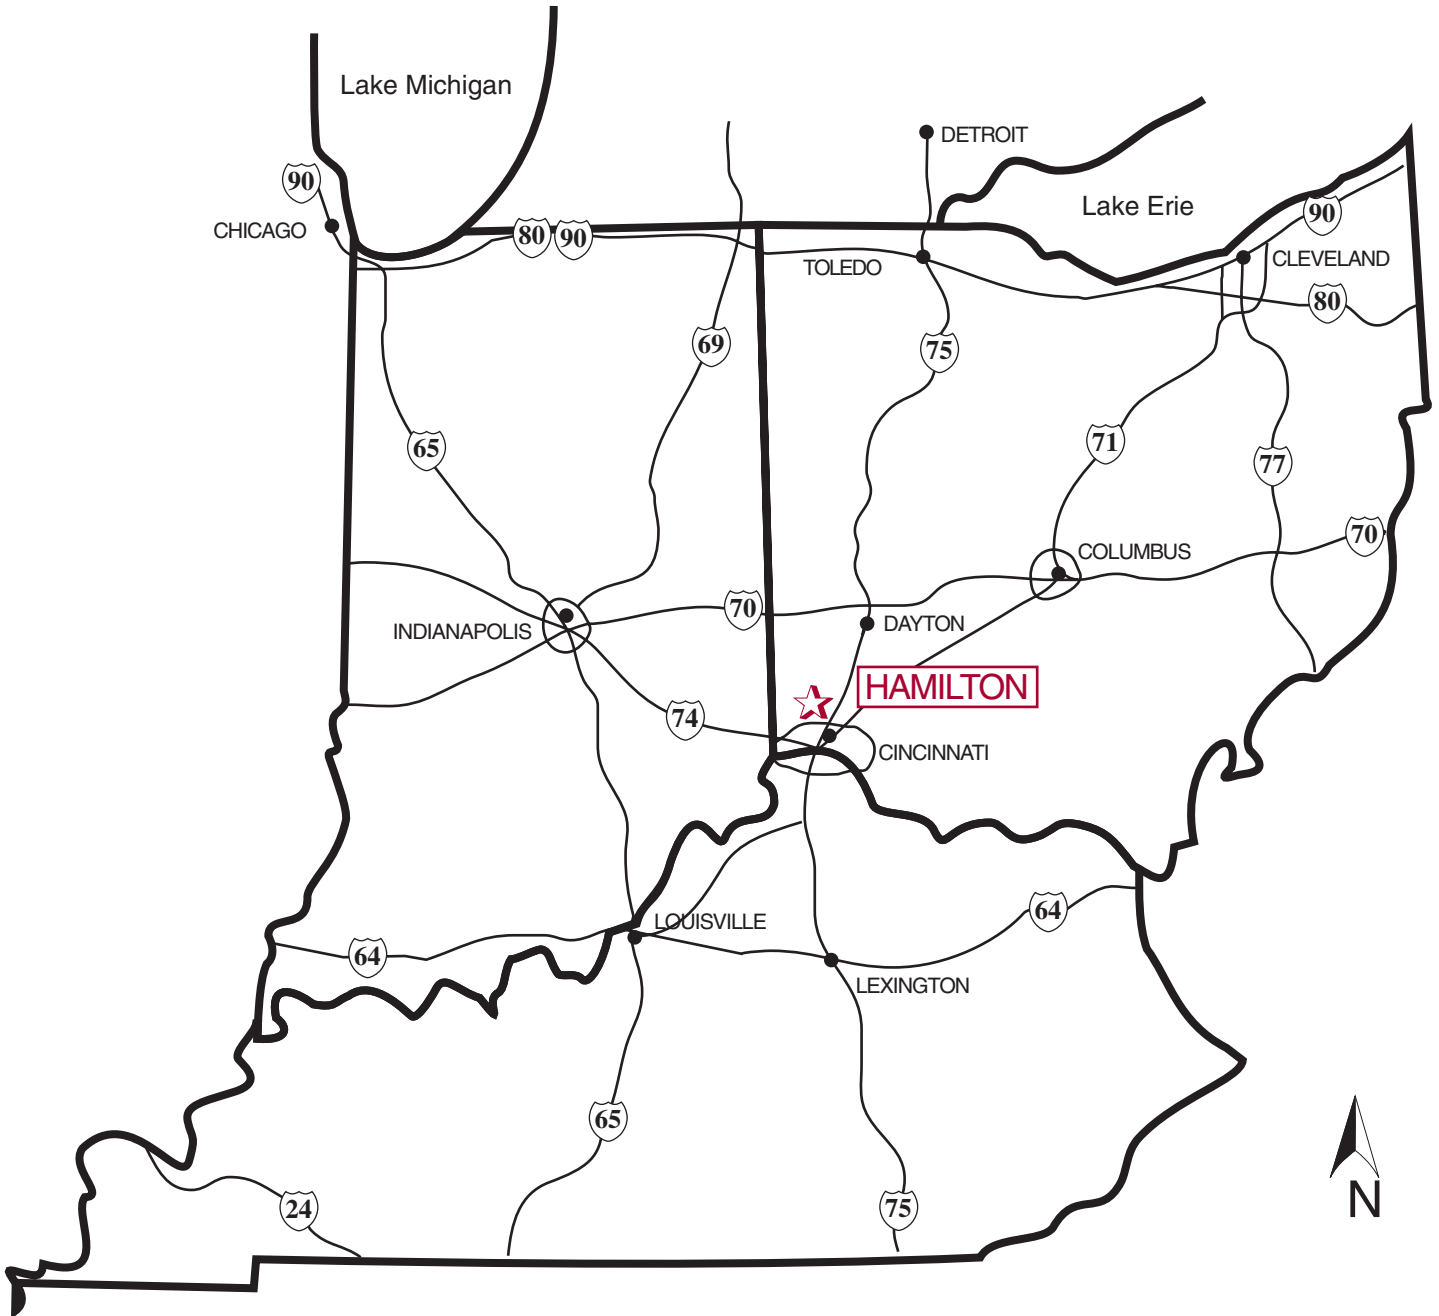 Lake Michigan
DETROIT
90
Lake Erie
90
CHICAGO
80
90
CLEVELAND
TOLEDO
80
69
75
71
65
77
70
COLUMBUS
70
DAYTON
INDIANAPOLIS
HAMILTON
74
CINCINNATI
64
LOUISVILLE
64
LEXINGTON
65
N
24
75